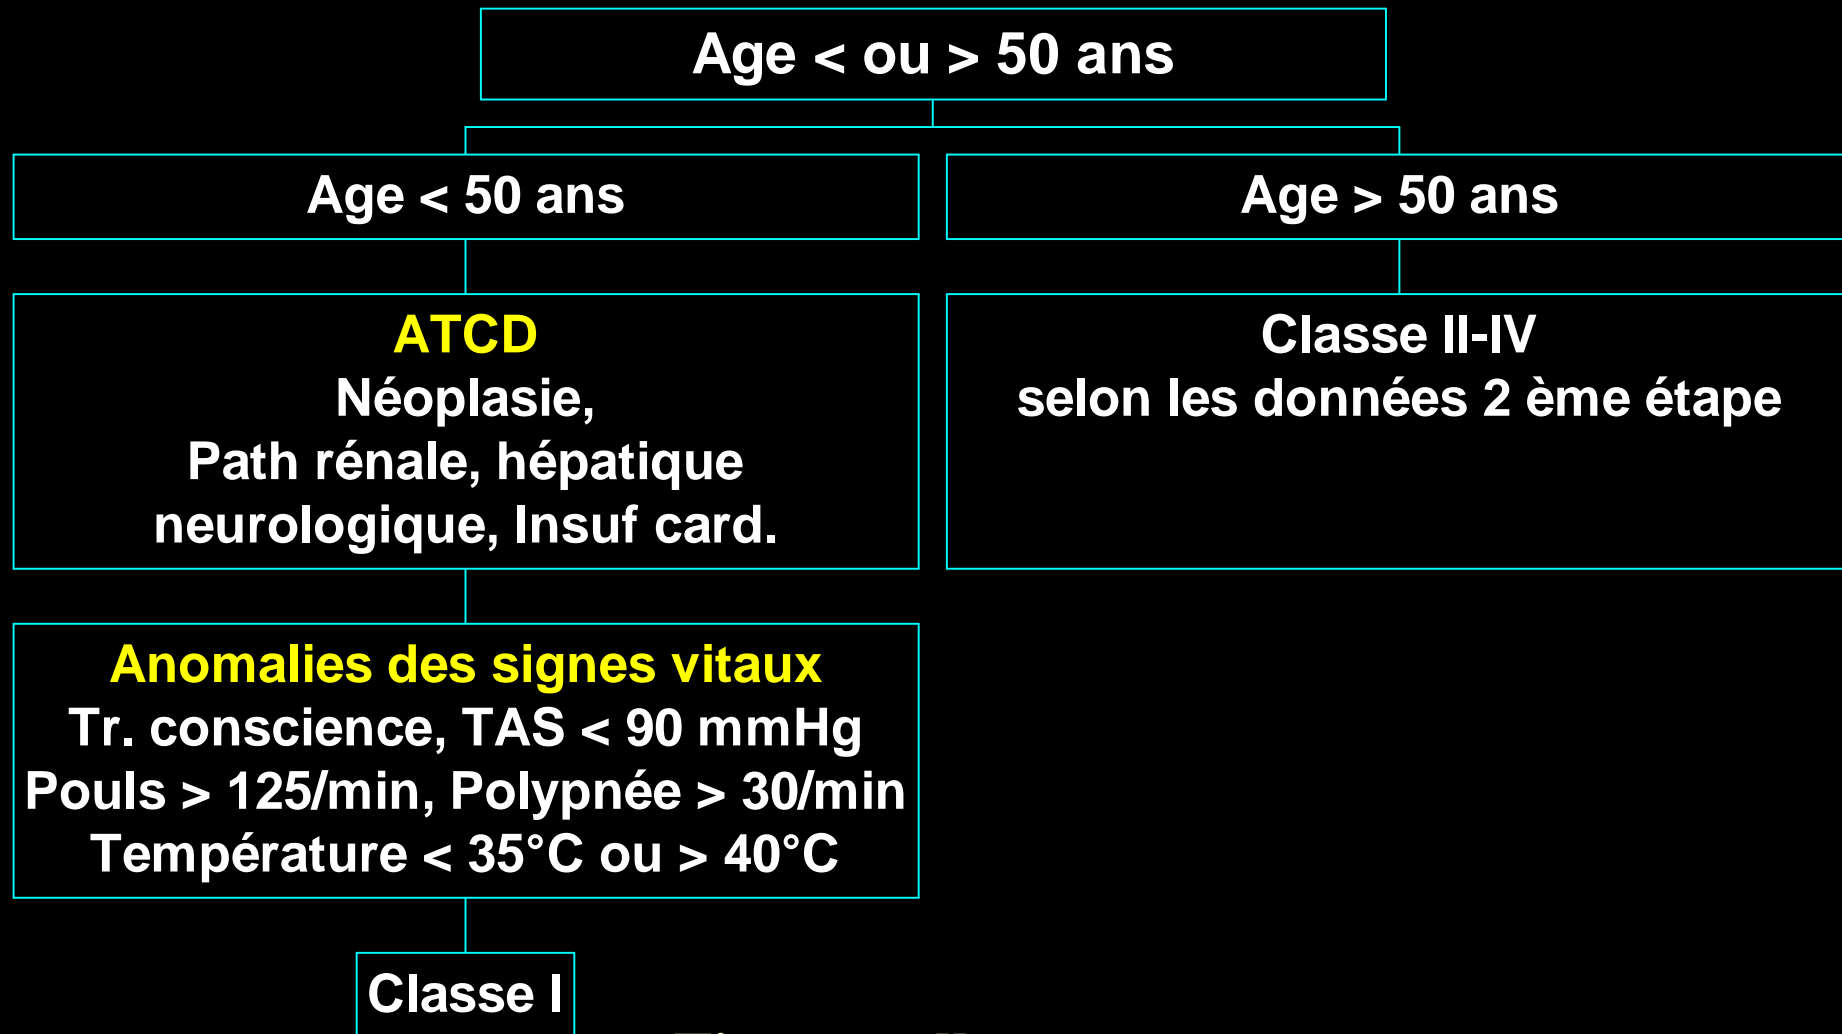 Age < ou > 50 ans
Age < 50 ans
Age > 50 ans
ATCD
Néoplasie,
Path rénale, hépatique
neurologique, Insuf card.
Classe II-IV
selon les données 2 ème étape
Anomalies des signes vitaux
Tr. conscience, TAS < 90 mmHg
Pouls > 125/min, Polypnée > 30/min
Température < 35°C ou > 40°C
Classe I